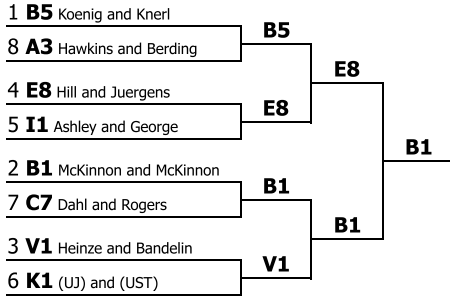 1 B5 Koenig and Knerl
8 A3 Hawkins and Berding
4 E8 Hill and Juergens
5 I1 Ashley and George
2 B1 McKinnon and McKinnon
7 C7 Dahl and Rogers
3 V1 Heinze and Bandelin
6 K1 (UJ) and (UST)
B5
E8
B1
V1
E8
B1
B1